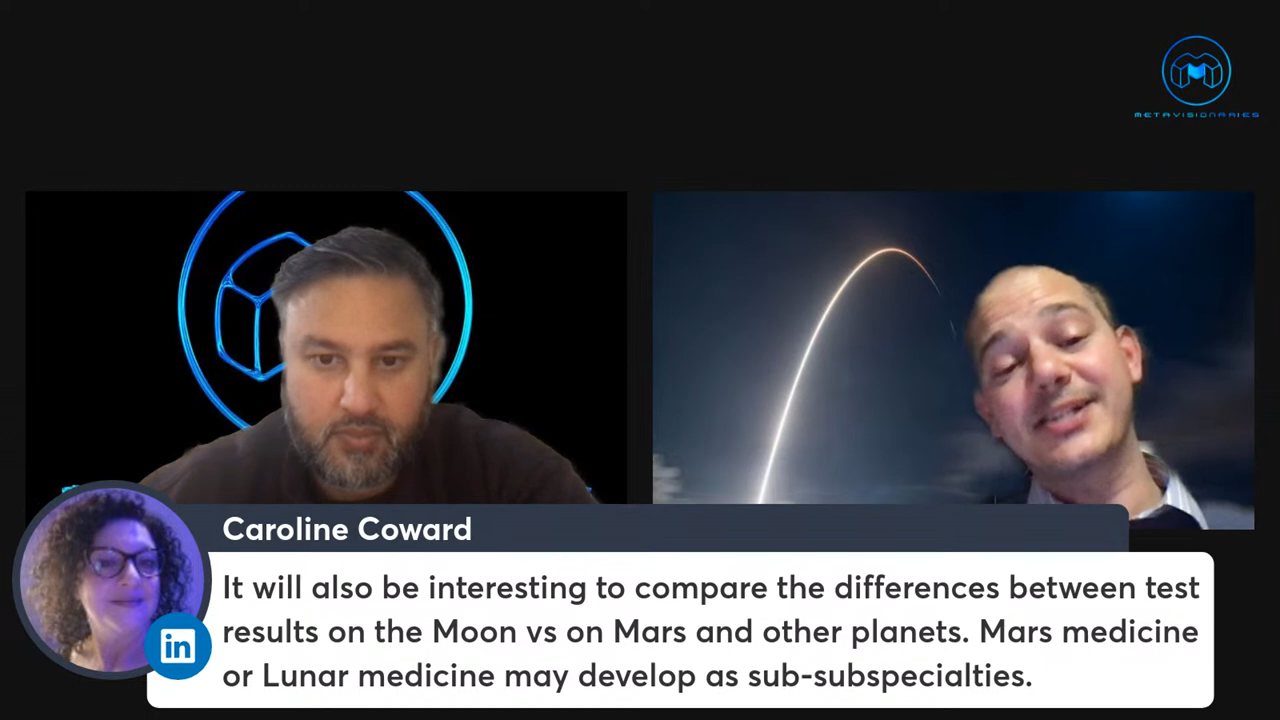 METAVISIONARIES
Caroline Coward
It will also be interesting to compare the differences between test
results on the Moon vs on Mars and other planets. Mars medicine
or Lunar medicine may develop as sub-subspecialties.
in